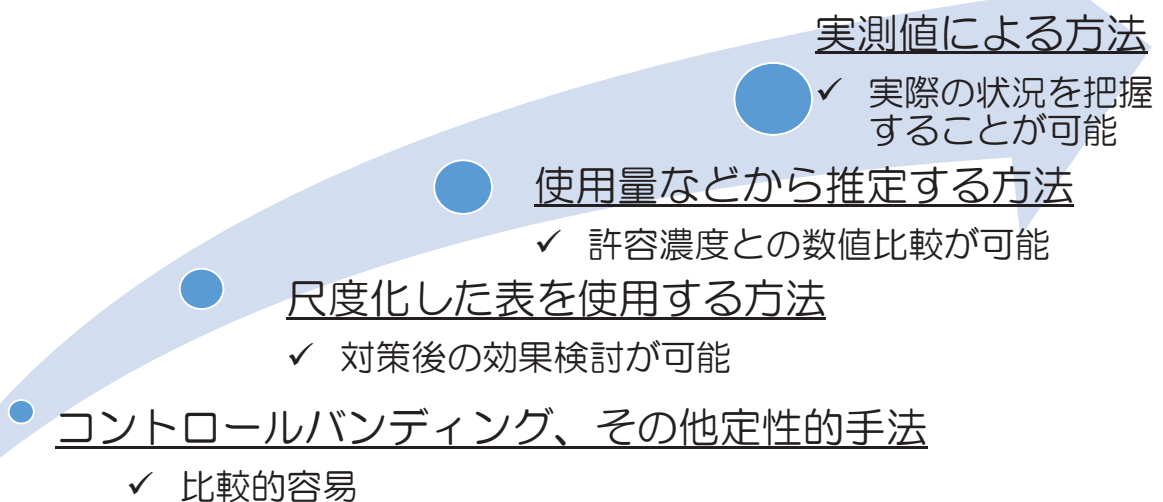 実測値による方法
✓ 実際の状況を把握
することが可能
使用量などから推定する方法
✓ 許容濃度との数値比較が可能
尺度化した表を使用する方法
✓ 対策後の効果検討が可能
コントロールバンディング、その他定性的手法
✓ 比較的容易